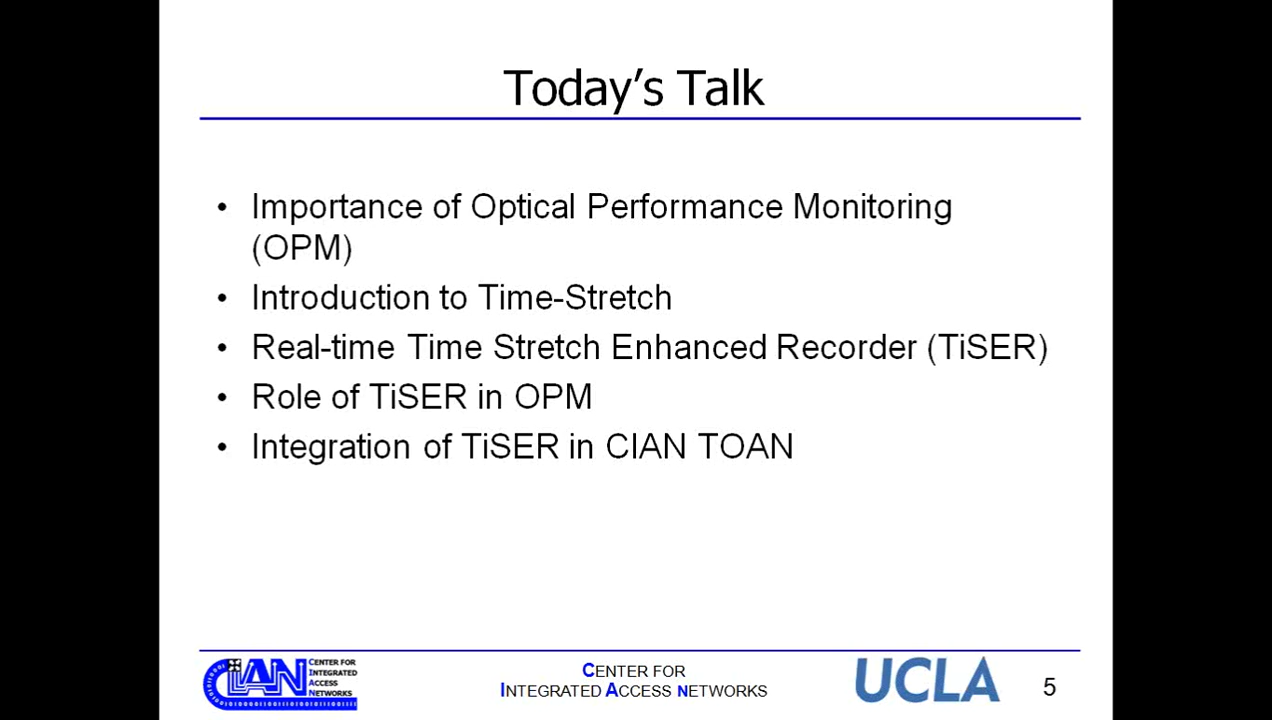 Today's Talk
• Importance of Optical Performance Monitoring
(OPM)
• Introduction to Time-Stretch
• Real-time Time Stretch Enhanced Recorder (TiSER)
• Role of TiSER in OPM
• Integration of TiSER in CIAN TOAN
CIAN
CENTER FOR
INTEGRATED
ACCESS
NETWORKS
CENTER FOR
INTEGRATED ACCESS NETWORKS
UCLA
5